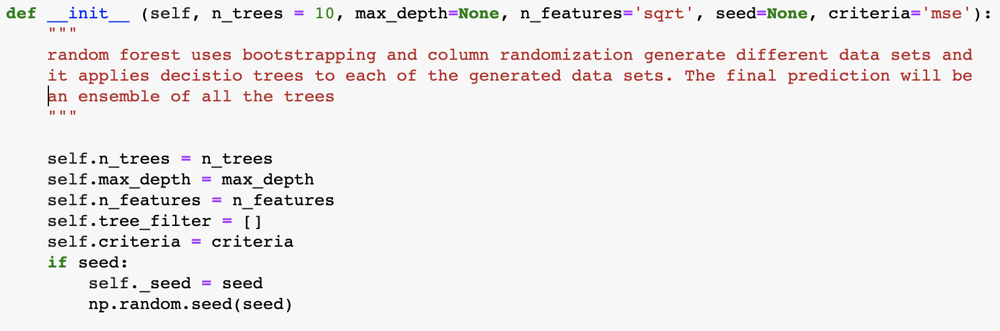 def __init__ (self, n_trees = 10, max_depth=None, n_features='sqrt', seed=None, criteria='mse'):
"""
random forest uses bootstrapping and column randomization generate different data sets and
it applies decistio trees to each of the generated data sets. The final prediction will be
an ensemble of all the trees
"""
self.n_trees = n_trees
self.max_depth = max_depth
self.n_features = n_features
self.tree_filter = []
self.criteria = criteria
if seed:
self._seed = seed
np.random.seed(seed)